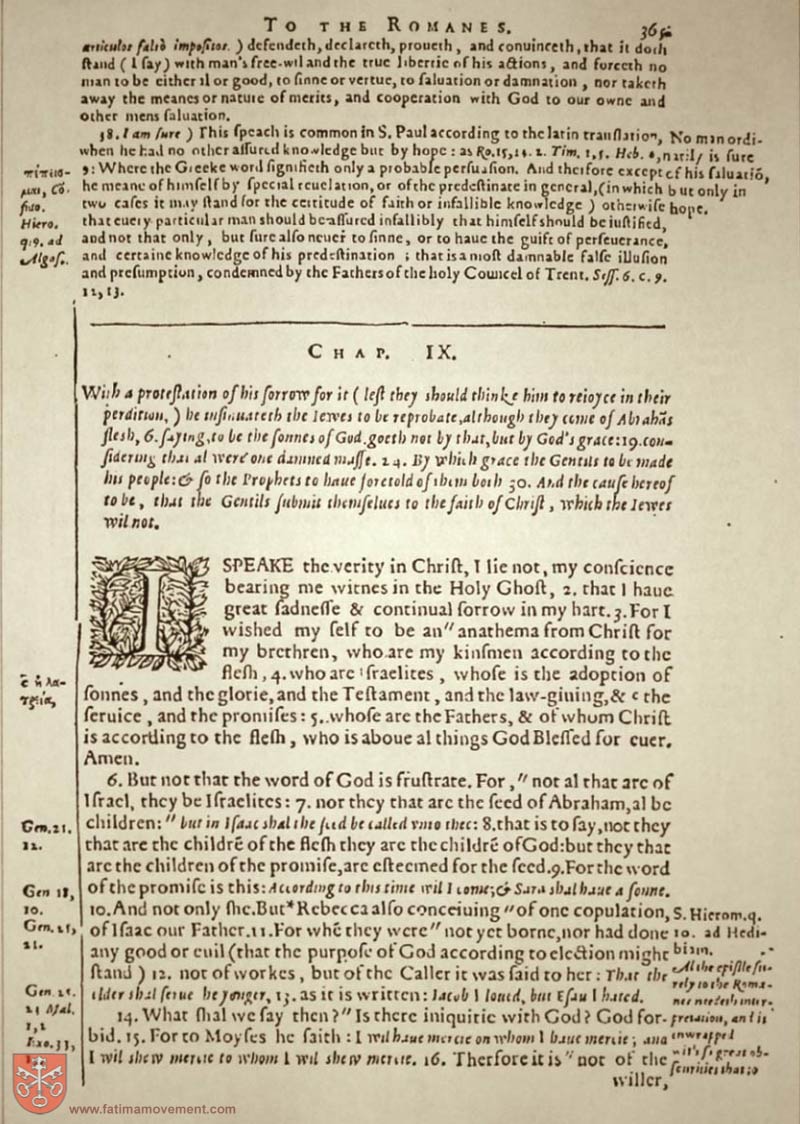 TO THE ROMANES.
articulos falsò impositos. ) defendeth, declareth, proueth, and conuinceth, that it doth
ſtand ( I ſay) with man's free-wil and the true libertie of his actions, and forceth no
man to be either il or good, to ſinne or vertue, to ſaluation or damnation, nor taketh
away the meanes or nature of merits, and cooperation with God to our owne and
other mens ſaluation.
38. I am ſure ) This ſpeach is common in S. Paul according to the latin tranſlation,
when he had no other aſſured knowledge but by hope: as Ro. 15,14. 2. Tim. 1,5. Heb. 6,
9: Where the Greeke word ſignifieth only a probable perſuaſion. And therfore except
he meane of himſelf by ſpecial reuelation, or of the predeſtinate in general, (in which
two caſes it may ſtand for the certitude of faith or infallible knowledge ) otherwiſe
that euery particular man should be aſſured infallibly that himſelf should be iuſtified,
and not that only, but ſure alſo neuer to ſinne, or to haue the guift of perſeuerance,
and certaine knowledge of his predeſtination ; that is a moſt damnable falſe illuſion
and preſumption, condemned by the Fathers of the holy Councel of Trent. Seſſ. 6. c. 9.
12, 13.
No man ordi-
narily is ſure
of his ſaluatiō,
but only in
hope.
Hiero.
q. 9. ad
Algaſ.
CHAP. IX.
With a proteſtation of his ſorrow for it ( leſt they should thinke him to reioyce in their
perdition, ) he inſinuateth the Iewes to be reprobate, although they come of Abrahās
flesh, 6. ſaying, to be the ſonnes of God, goeth not by that, but by God's grace: 19. con-
ſidering that al were one damned maſſe. 24. By which grace the Gentils to be made
his people: & ſo the Prophets to haue foretold of them both 30. And the cauſe hereof
to be, that the Gentils ſubmit themſelues to the faith of Chriſt, which the Iewes
wil not.
I SPEAKE the verity in Chriſt, I lie not, my conſcience
bearing me witnes in the Holy Ghoſt, 2. that I haue
great ſadneſſe & continual ſorrow in my hart. 3. For I
wished my ſelf to be an" anathema from Chriſt for
my brethren, who are my kinſmen according to the
flesh, 4. who are Iſraelites, whoſe is the adoption of
ſonnes, and the glorie, and the Teſtament, and the law-giuing, & c the
ſeruice, and the promiſes: 5. whoſe are the Fathers, & of whom Chriſt
is according to the flesh, who is aboue al things God Bleſſed for euer.
Amen.
6. But not that the word of God is fruſtrate. For, " not al that are of
Iſrael, they be Iſraelites: 7. nor they that are the ſeed of Abraham, al be
children: " but in Iſaac shal the ſeed be called vnto thee: 8. that is to ſay, not they
that are the childrē of the flesh they are the childrē of God: but they that
are the children of the promiſe, are eſteemed for the ſeed. 9. For the word
of the promiſe is this: According to this time wil I come; & Sara shal haue a ſonne.
10. And not only she. But* Rebecca alſo conceiuing "of one copulation,
of Iſaac our Father. 11. For whē they were" not yet borne, nor had done
any good or euil (that the purpoſe of God according to election might
ſtand ) 12. not of workes, but of the Caller it was ſaid to her: That the
elder shal ſerue the yonger, 13. as it is written: Iacob I loued, but Eſau I hated.
14. What shal we ſay then?" Is there iniquitie with God? God for-
bid. 15. For to Moyſes he ſaith: I wil haue mercie on whom I haue mercie; and
I wil shew mercie to whom I wil shew mercie. 16. Therfore it is" not of the
willer,
Gen. 21.
12.
Gen 18,
10.
Gen. 25,
21.
Gen. 25.
23 Mal.
1, 2
Exo. 33,
S. Hierom. q.
10. ad Hedi-
biam.
Al the epiſtle ſu-
rely to the Roma-
nes needeth inter-
pretation, and is
inwrapped
with ſo great ob-
ſcurities that to
www.fatimamovement.com